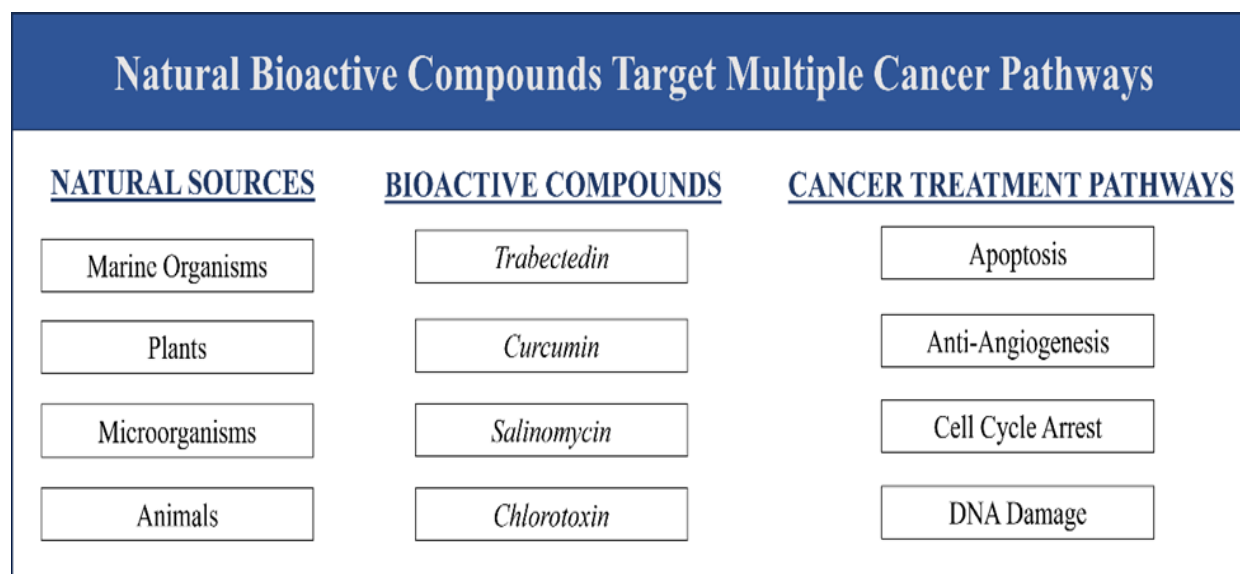 Natural Bioactive Compounds Target Multiple Cancer Pathways
NATURAL SOURCES
Marine Organisms
Plants
Microorganisms
Animals
BIOACTIVE COMPOUNDS
Trabectedin
Curcumin
Salinomycin
Chlorotoxin
CANCER TREATMENT PATHWAYS
Apoptosis
Anti-Angiogenesis
Cell Cycle Arrest
DNA Damage